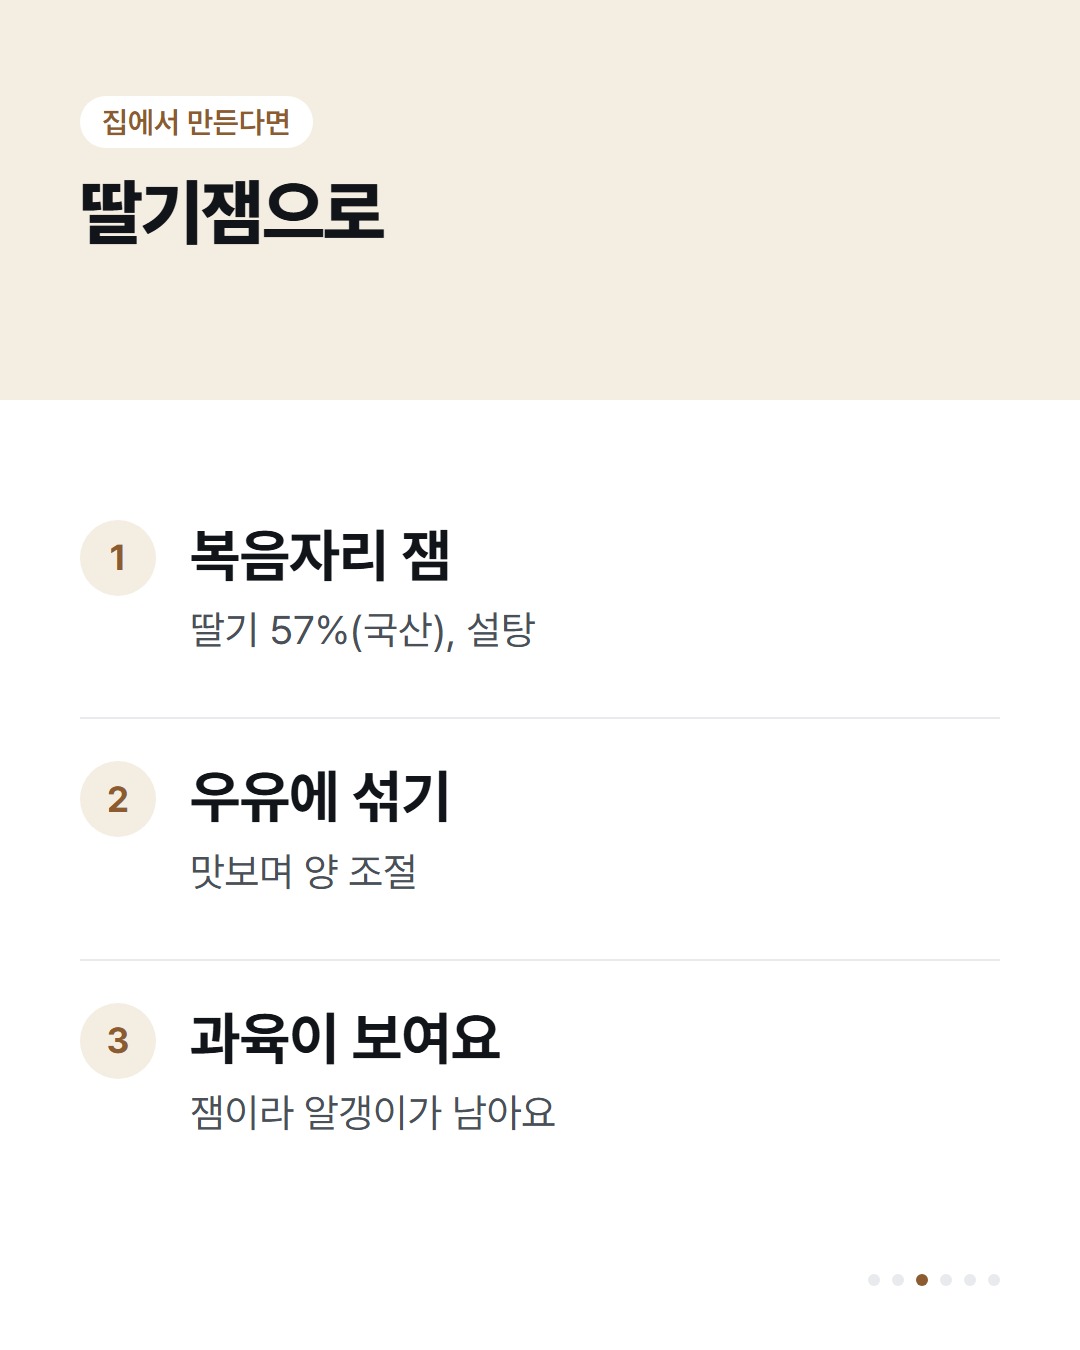 집에서 만든다면
딸기잼으로
1
복음자리 잼
딸기 57%(국산), 설탕
2
우유에 섞기
맛보며 양 조절
3
과육이 보여요
잼이라 알갱이가 남아요